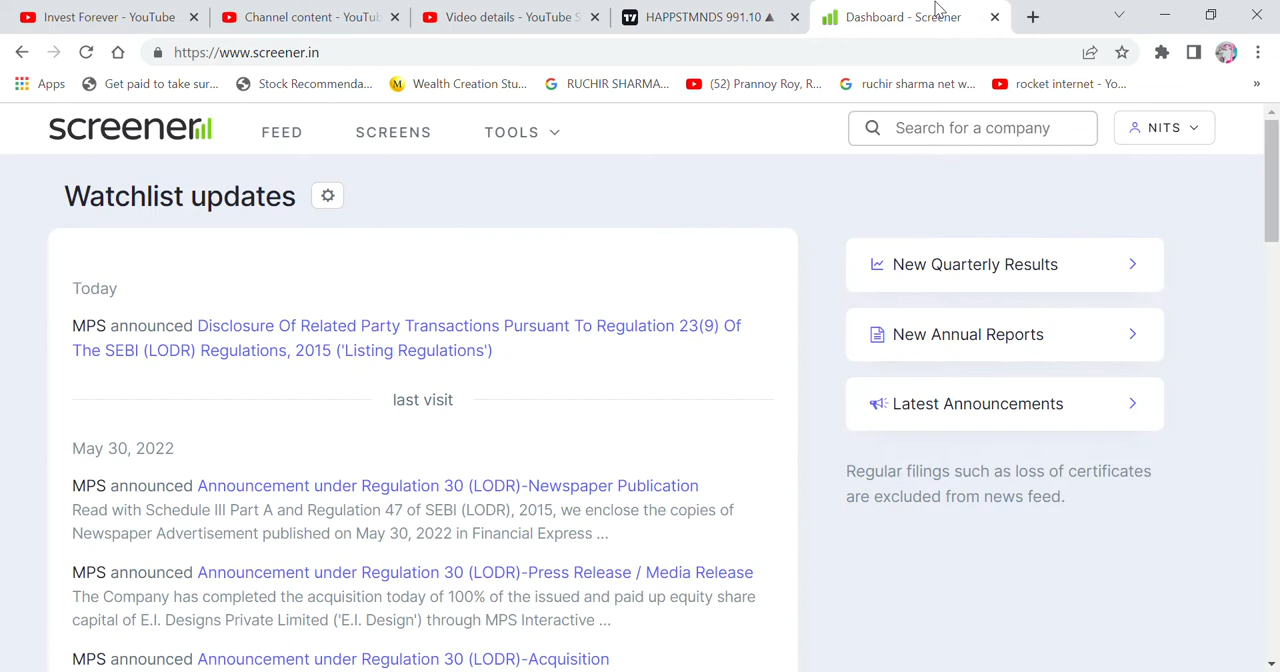 Invest Forever - YouTube
Channel content - YouTu
Video details - YouTube S
HAPPSTMNDS 991.10 ▲
Dashboard - Screener
https://www.screener.in
Apps
Get paid to take sur...
Stock Recommenda...
Wealth Creation Stu...
RUCHIR SHARMA...
(52) Prannoy Roy, R...
ruchir sharma net w...
rocket internet - Yo...
»
screener
FEED
SCREENS
TOOLS
Search for a company
NITS
Watchlist updates
Today
MPS announced Disclosure Of Related Party Transactions Pursuant To Regulation 23(9) Of
The SEBI (LODR) Regulations, 2015 ('Listing Regulations')
last visit
May 30, 2022
MPS announced Announcement under Regulation 30 (LODR)-Newspaper Publication
Read with Schedule III Part A and Regulation 47 of SEBI (LODR), 2015, we enclose the copies of
Newspaper Advertisement published on May 30, 2022 in Financial Express ...
MPS announced Announcement under Regulation 30 (LODR)-Press Release / Media Release
The Company has completed the acquisition today of 100% of the issued and paid up equity share
capital of E.I. Designs Private Limited ('E.I. Design') through MPS Interactive ...
MPS announced Announcement under Regulation 30 (LODR)-Acquisition
New Quarterly Results
New Annual Reports
Latest Announcements
Regular filings such as loss of certificates
are excluded from news feed.